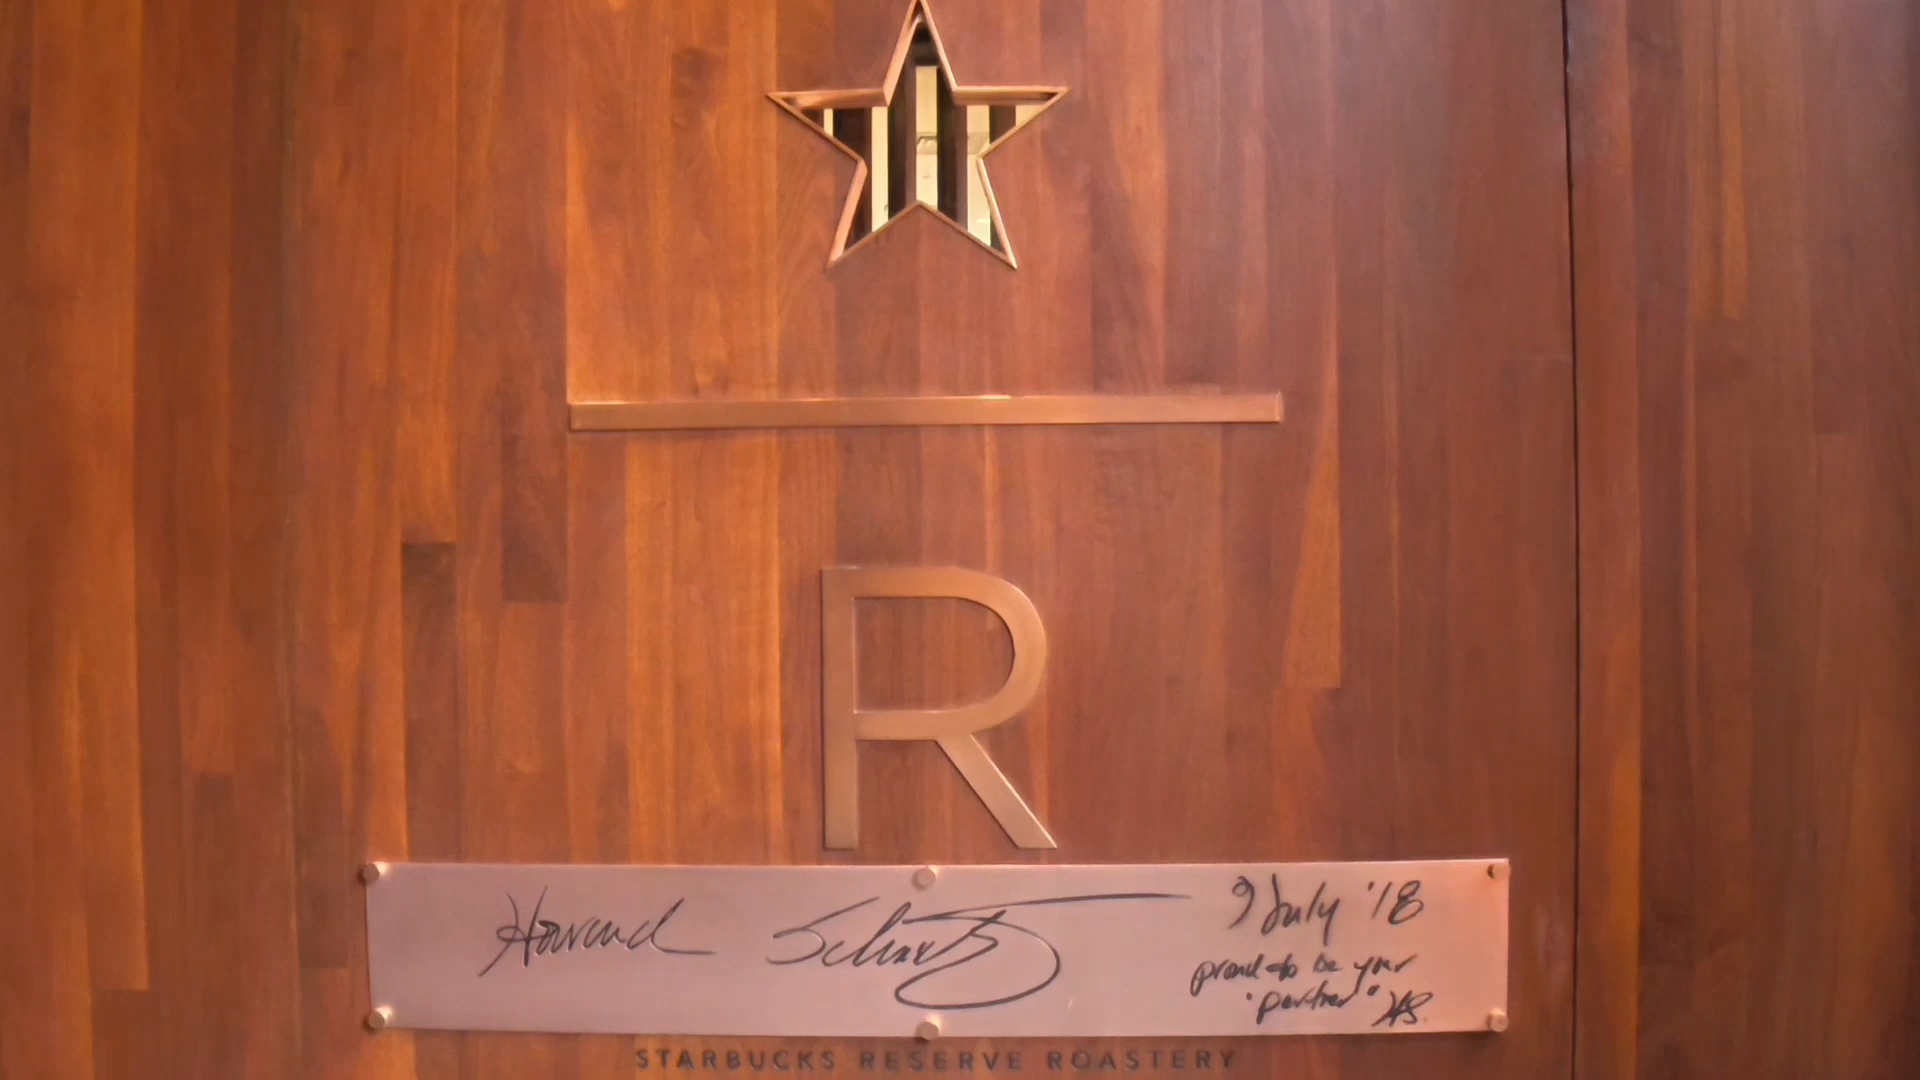 R
Howard Schultz
9 July '18
proud to be your
"partner" HS.
STARBUCKS RESERVE ROASTERY